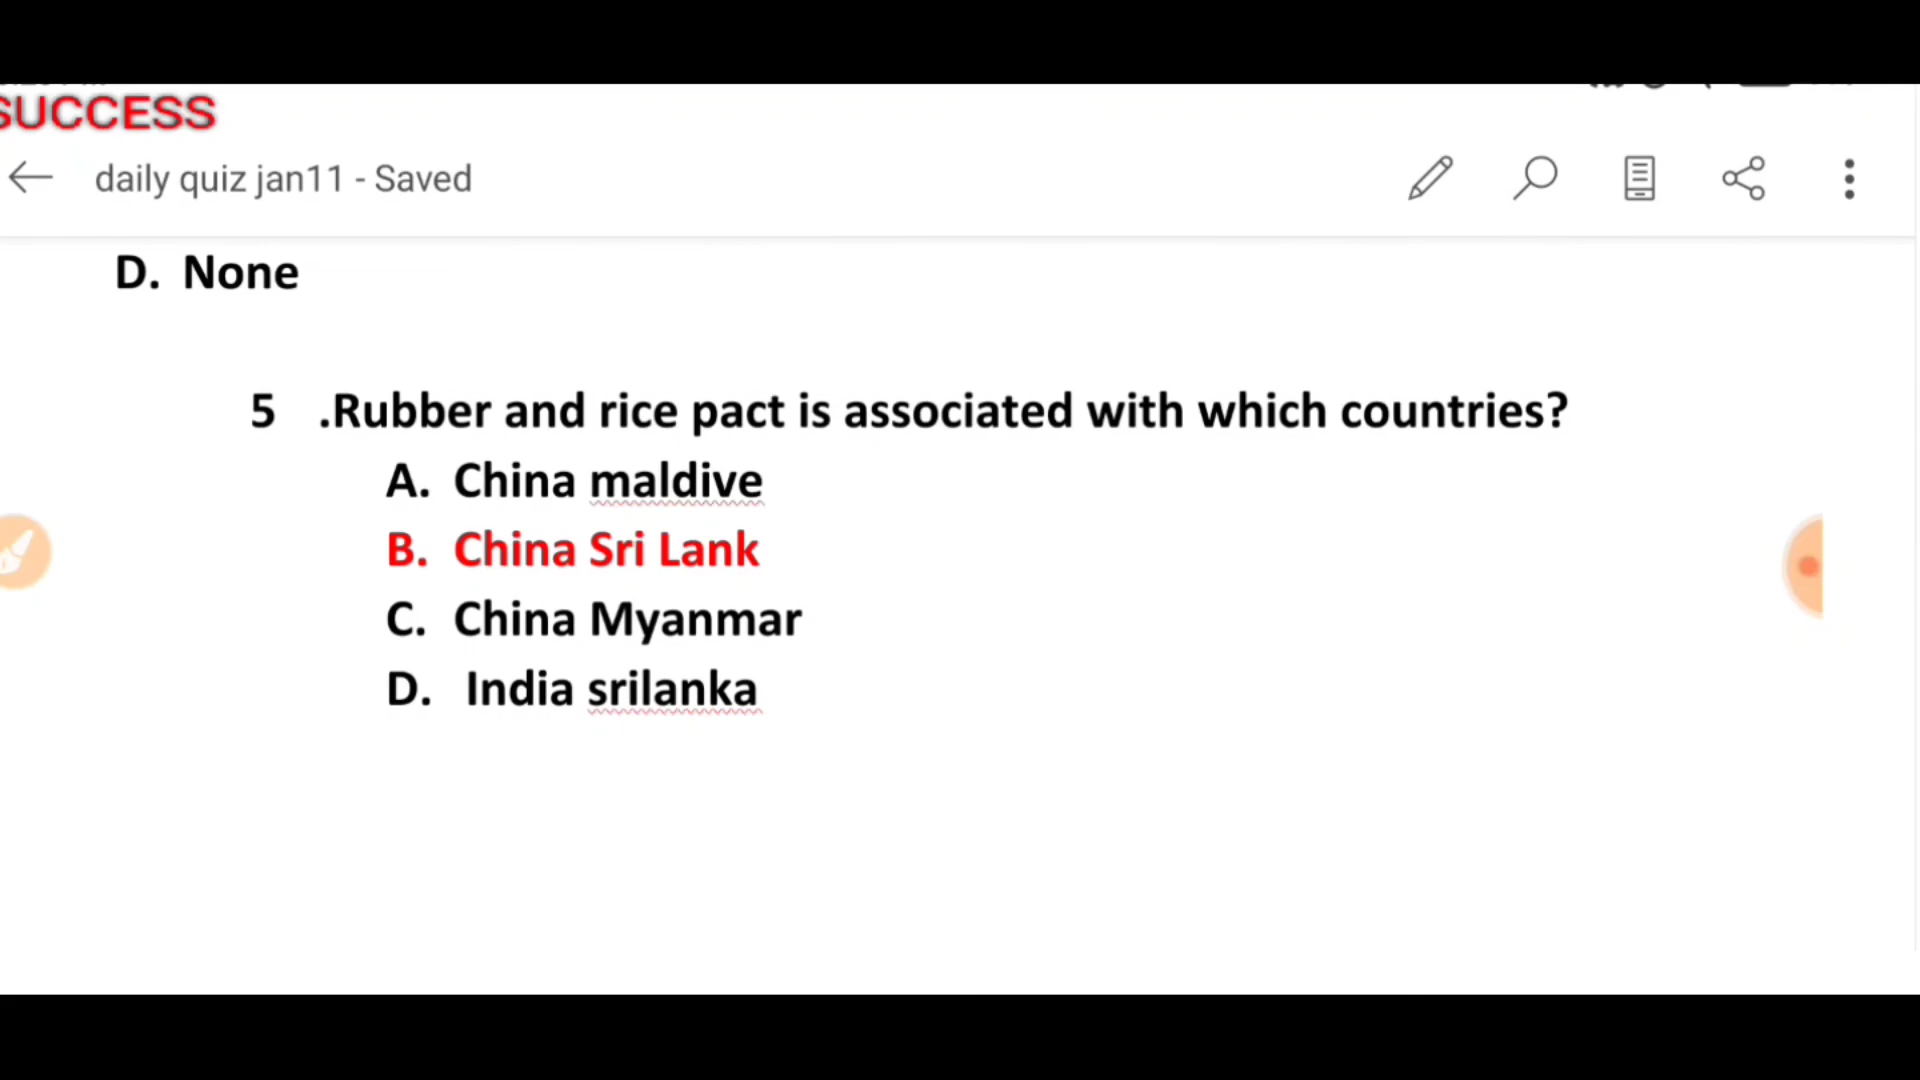 SUCCESS
daily quiz jan11 - Saved
D. None
5 .Rubber and rice pact is associated with which countries?
A. China maldive
B. China Sri Lank
C. China Myanmar
D. India srilanka